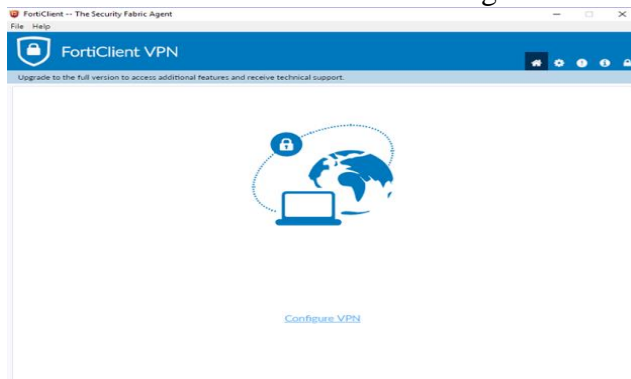 FortiClient -- The Security Fabric Agent
File Help
FortiClient VPN
Upgrade to the full version to access additional features and receive technical support.
Configure VPN